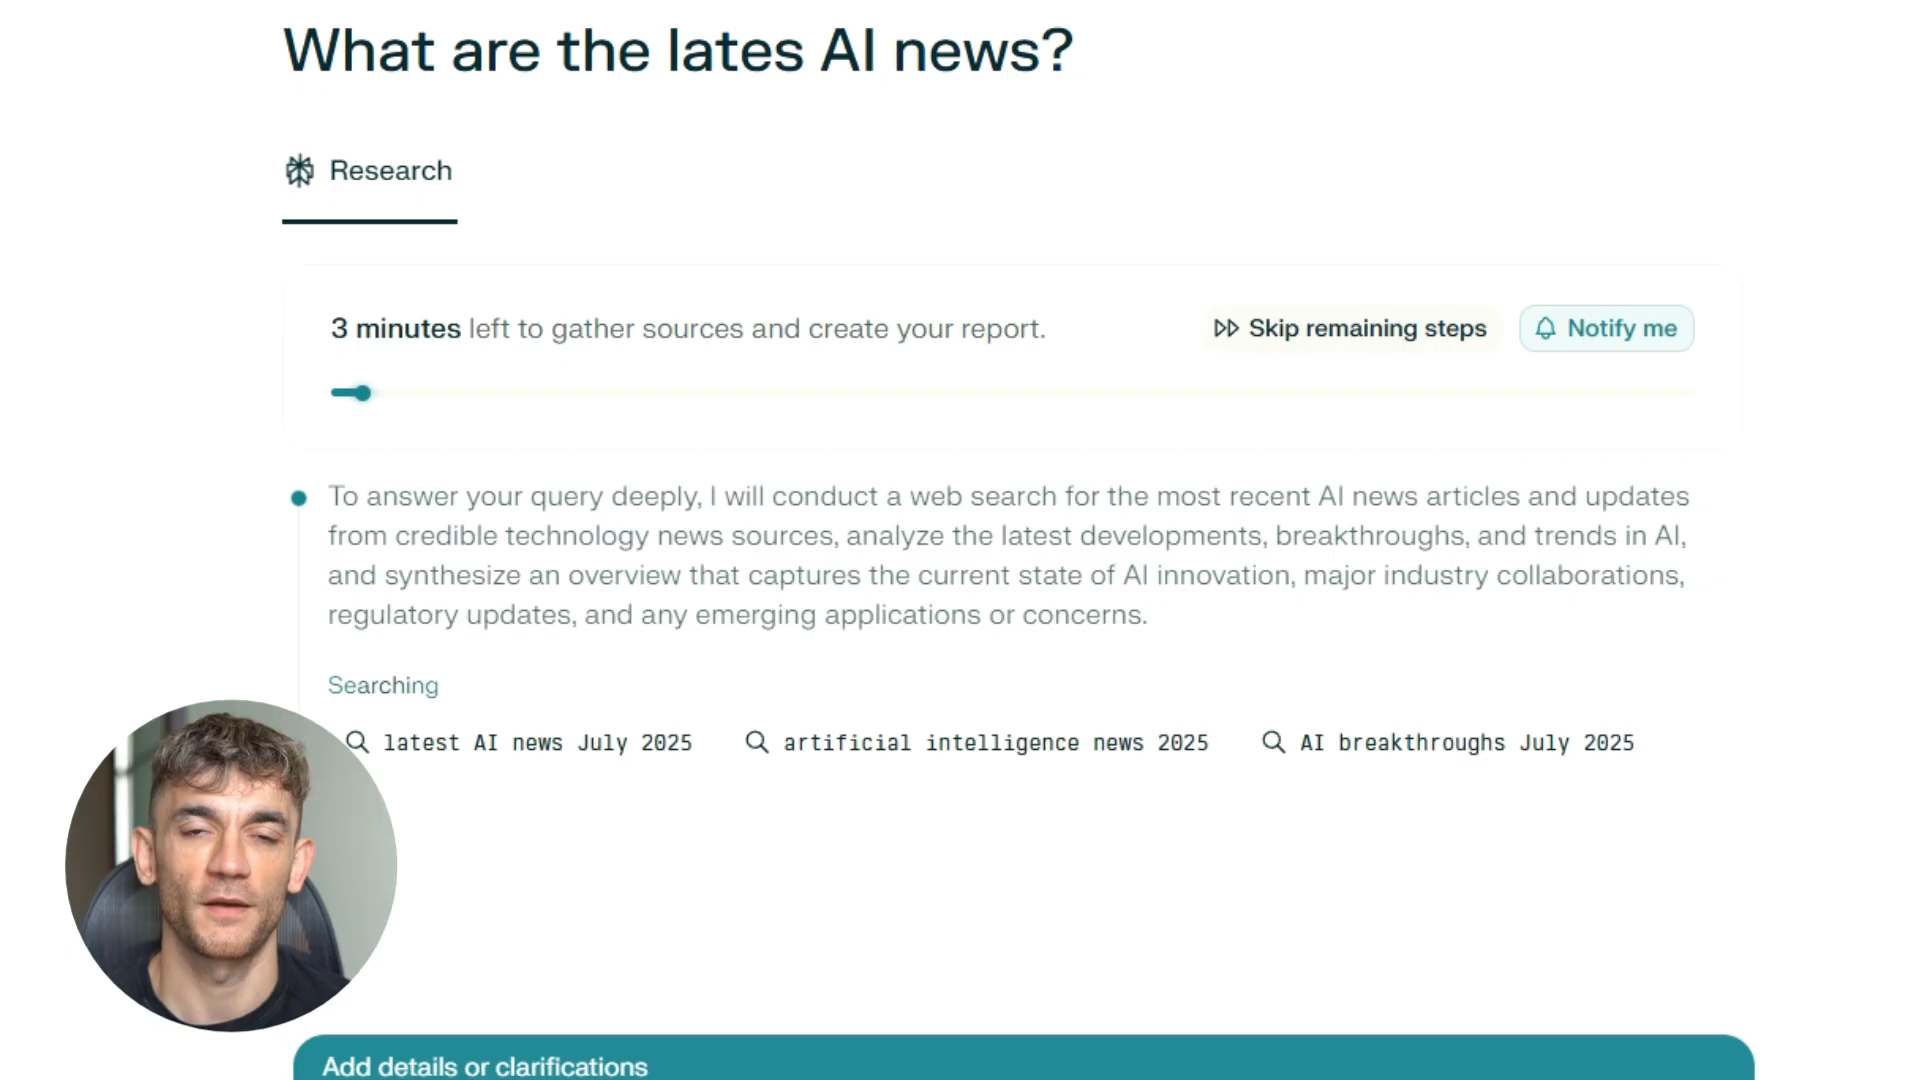 What are the lates AI news?
Research
3 minutes left to gather sources and create your report.
Skip remaining steps
Notify me
To answer your query deeply, I will conduct a web search for the most recent AI news articles and updates
from credible technology news sources, analyze the latest developments, breakthroughs, and trends in AI,
and synthesize an overview that captures the current state of AI innovation, major industry collaborations,
regulatory updates, and any emerging applications or concerns.
Searching
latest AI news July 2025
artificial intelligence news 2025
AI breakthroughs July 2025
Add details or clarifications